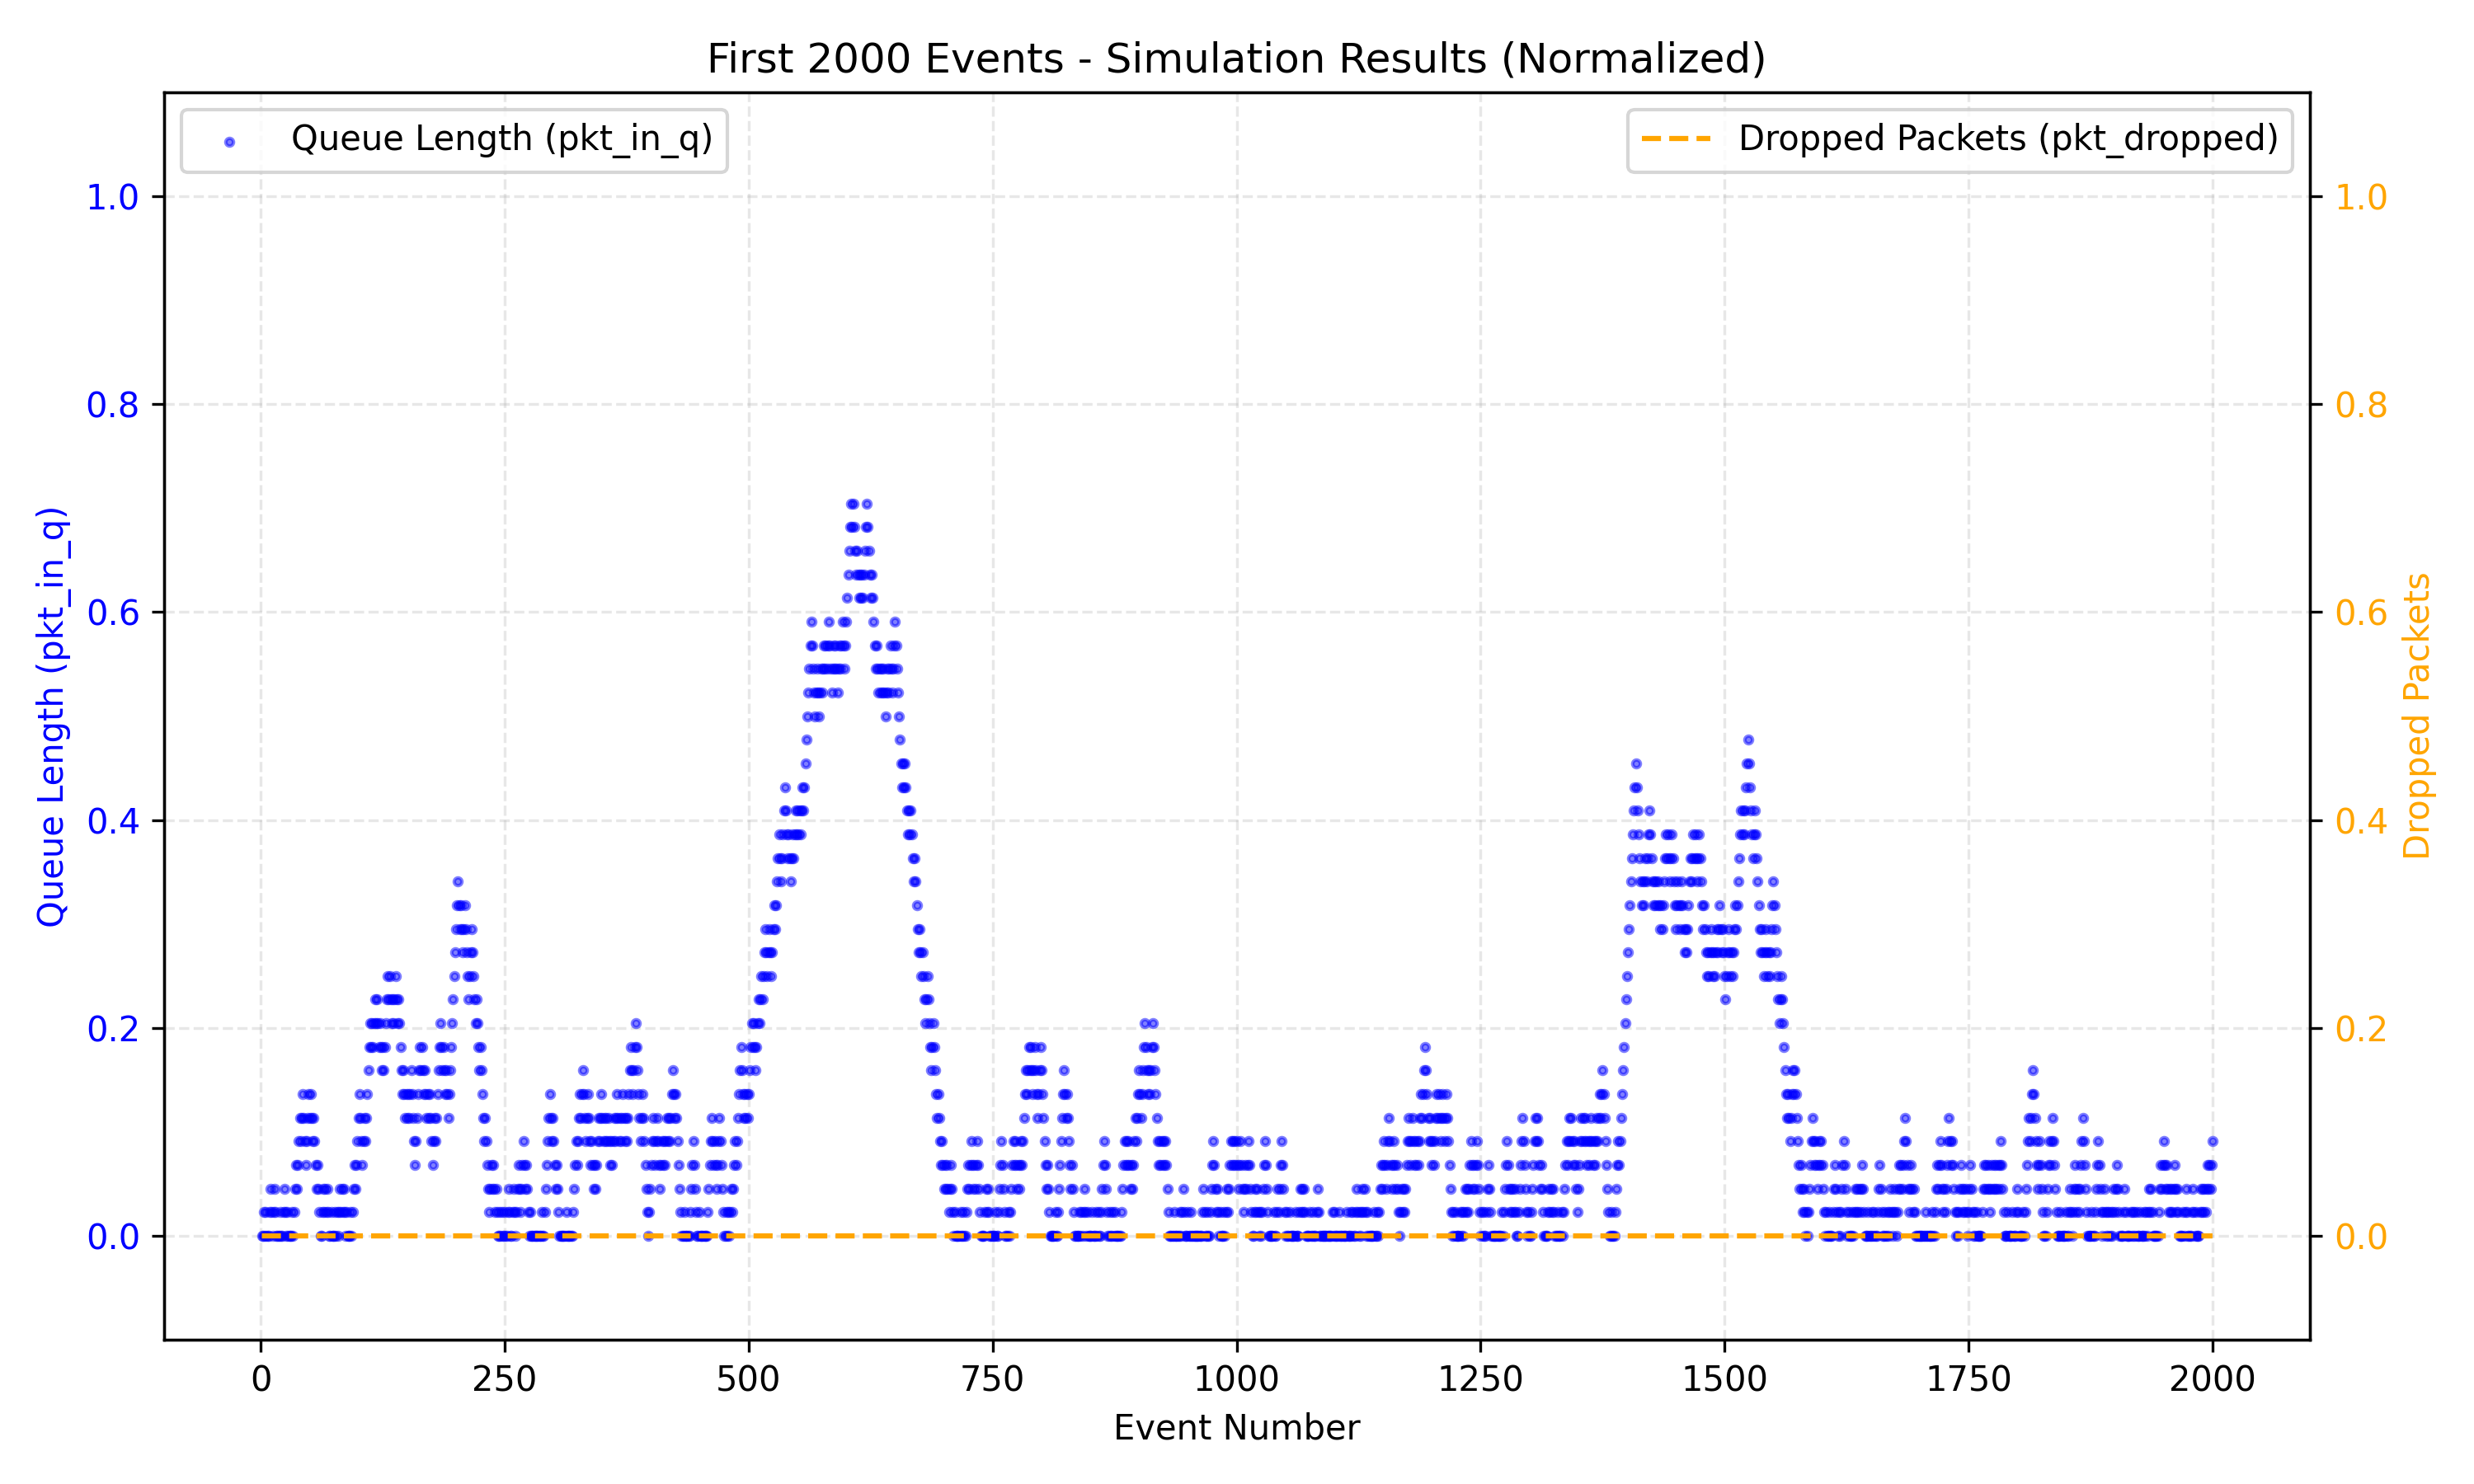 First 2000 Events - Simulation Results (Normalized)
Queue Length (pkt_in_q)
Dropped Packets (pkt_dropped)
1.0
0.8
0.6
0.4
0.2
0.0
Queue Length (pkt_in_q)
1.0
0.8
0.6
0.4
0.2
0.0
Dropped Packets
0 250 500 750 1000 1250 1500 1750 2000
Event Number